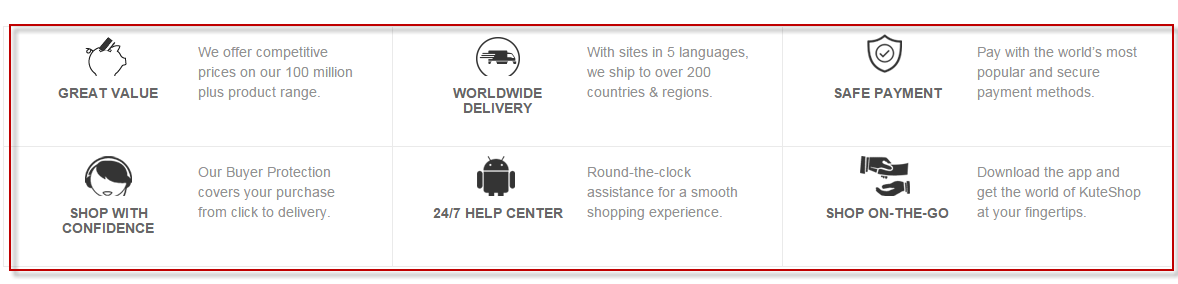 GREAT VALUE
We offer competitive
prices on our 100 million
plus product range.
WORLDWIDE
DELIVERY
With sites in 5 languages,
we ship to over 200
countries & regions.
SAFE PAYMENT
Pay with the world's most
popular and secure
payment methods.
SHOP WITH
CONFIDENCE
Our Buyer Protection
covers your purchase
from click to delivery.
24/7 HELP CENTER
Round-the-clock
assistance for a smooth
shopping experience.
SHOP ON-THE-GO
Download the app and
get the world of KuteShop
at your fingertips.